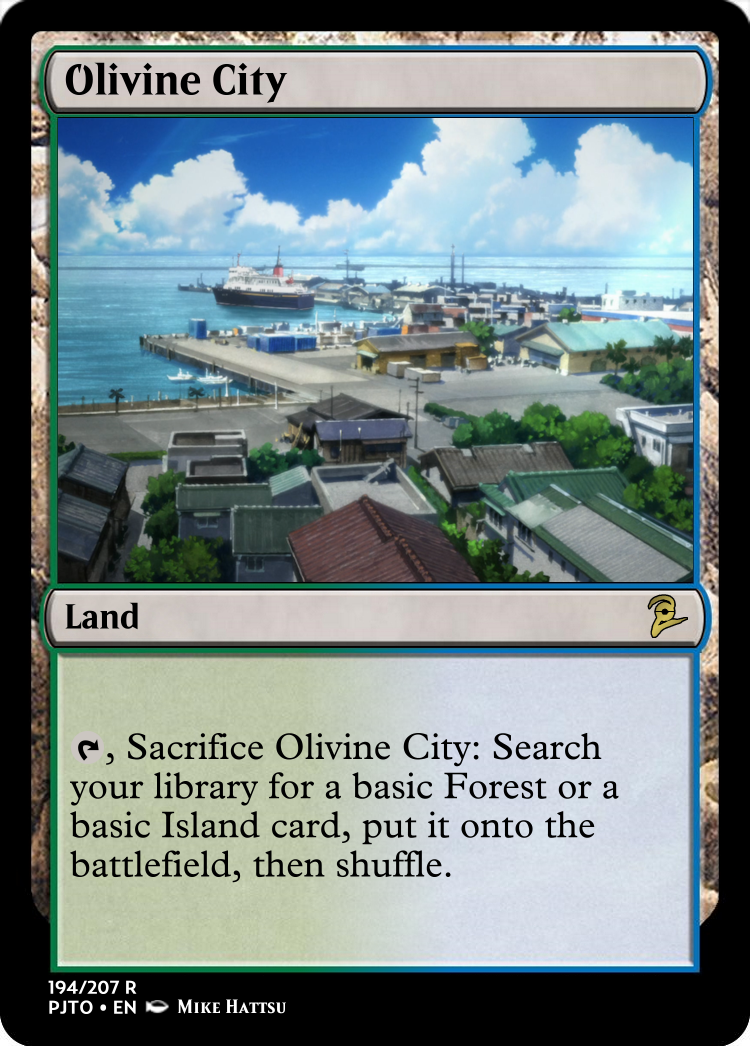 Olivine City
Land
, Sacrifice Olivine City: Search
your library for a basic Forest or a
basic Island card, put it onto the
battlefield, then shuffle.
194/207 R
PJTO • EN Mike Hattsu